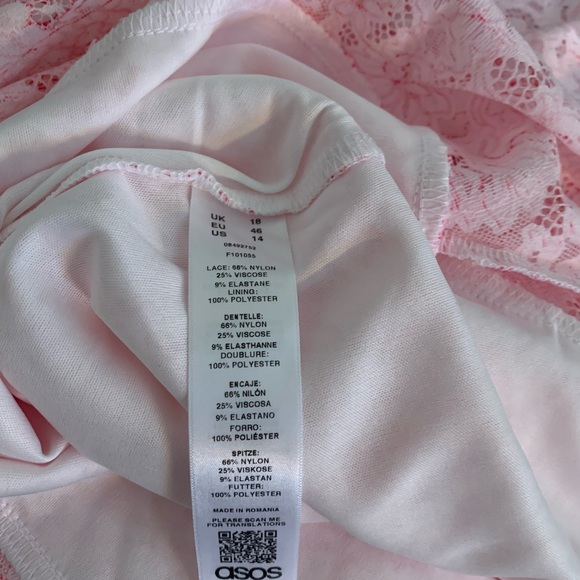 UK 18
EU 46
US 14
F101055
LACE: 66% NYLON
25% VISCOSE
9% ELASTANE
LINING:
100% POLYESTER
DENTELLE:
66% NYLON
25% VISCOSE
9% ELASTHANNE
DOUBLURE:
100% POLYESTER
ENCAJE:
66% NILÓN
25% VISCOSA
9% ELASTANO
FORRO:
100% POLIÉSTER
SPITZE:
66% NYLON
25% VISKOSE
9% ELASTAN
FUTTER:
100% POLYESTER
MADE IN ROMANIA
PLEASE SCAN ME
FOR TRANSLATIONS
asos